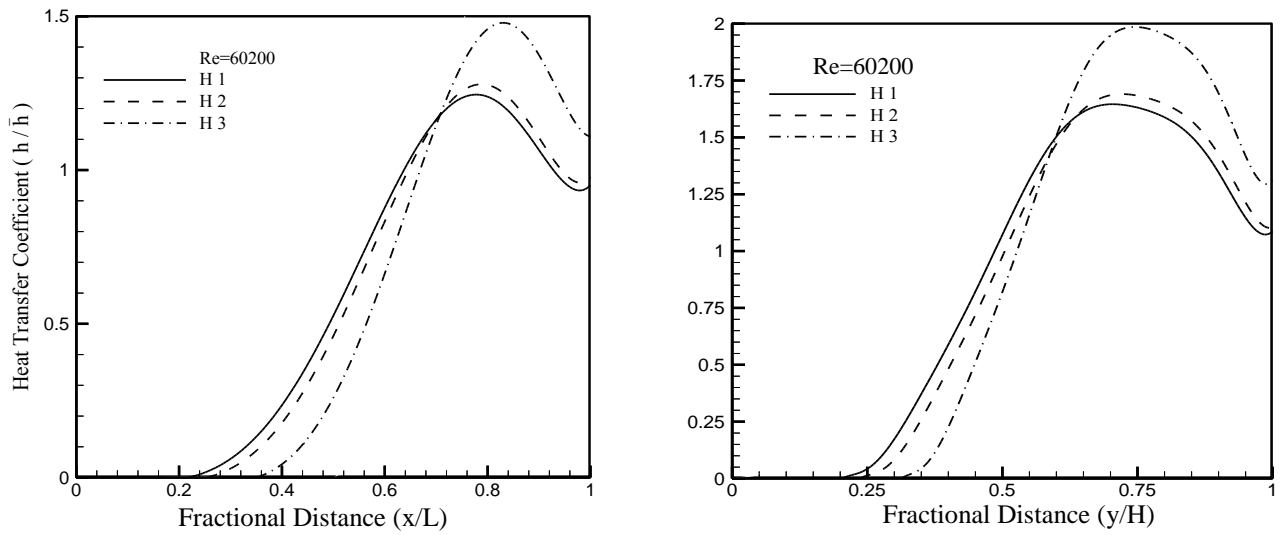 1.5
1
0.5
0
Heat Transfer Coefficient ( h / h̄ )
Re=60200
H 1
H 2
H 3
0 0.2 0.4 0.6 0.8 1
Fractional Distance (x/L)
2
1.75
1.5
1.25
1
0.75
0.5
0.25
0
Re=60200
H 1
H 2
H 3
0 0.25 0.5 0.75 1
Fractional Distance (y/H)